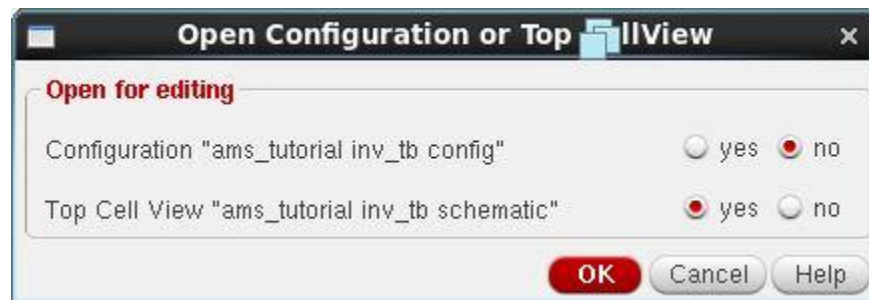 Open Configuration or Top llView
Open for editing
Configuration "ams_tutorial inv_tb config" yes no
Top Cell View "ams_tutorial inv_tb schematic" yes no
OK Cancel Help